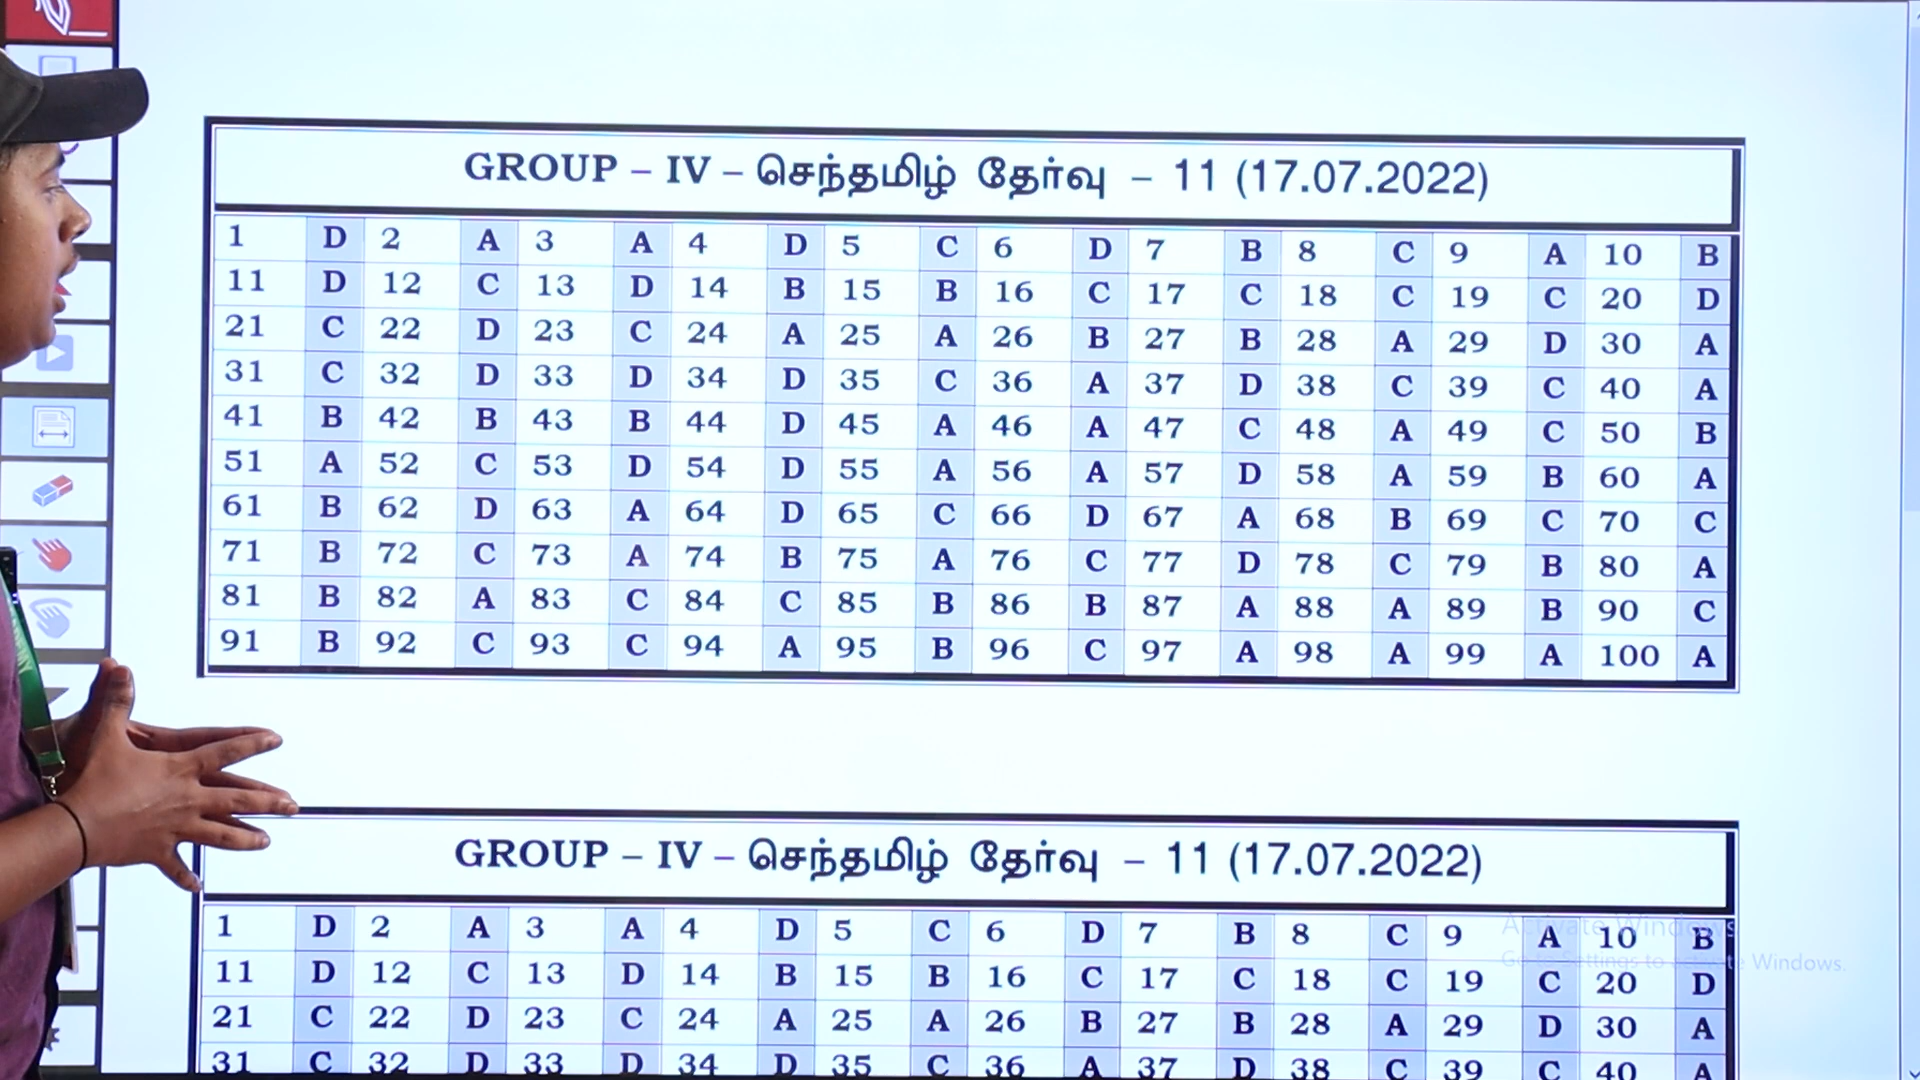 GROUP – IV – செந்தமிழ் தேர்வு – 11 (17.07.2022)
1 D 2 A 3 A 4 D 5 C 6 D 7 B 8 C 9 A 10 B
11 D 12 C 13 D 14 B 15 B 16 C 17 C 18 C 19 C 20 D
21 C 22 D 23 C 24 A 25 A 26 B 27 B 28 A 29 D 30 A
31 C 32 D 33 D 34 D 35 C 36 A 37 D 38 C 39 C 40 A
41 B 42 B 43 B 44 D 45 A 46 A 47 C 48 A 49 C 50 B
51 A 52 C 53 D 54 D 55 A 56 A 57 D 58 A 59 B 60 A
61 B 62 D 63 A 64 D 65 C 66 D 67 A 68 B 69 C 70 C
71 B 72 C 73 A 74 B 75 A 76 C 77 D 78 C 79 B 80 A
81 B 82 A 83 C 84 C 85 B 86 B 87 A 88 A 89 B 90 C
91 B 92 C 93 C 94 A 95 B 96 C 97 A 98 A 99 A 100 A
GROUP – IV – செந்தமிழ் தேர்வு – 11 (17.07.2022)
1 D 2 A 3 A 4 D 5 C 6 D 7 B 8 C 9 A 10 B
11 D 12 C 13 D 14 B 15 B 16 C 17 C 18 C 19 C 20 D
21 C 22 D 23 C 24 A 25 A 26 B 27 B 28 A 29 D 30 A
31 C 32 D 33 D 34 D 35 C 36 A 37 D 38 C 39 C 40 A
Activate Windows
Go to Settings to activate Windows.